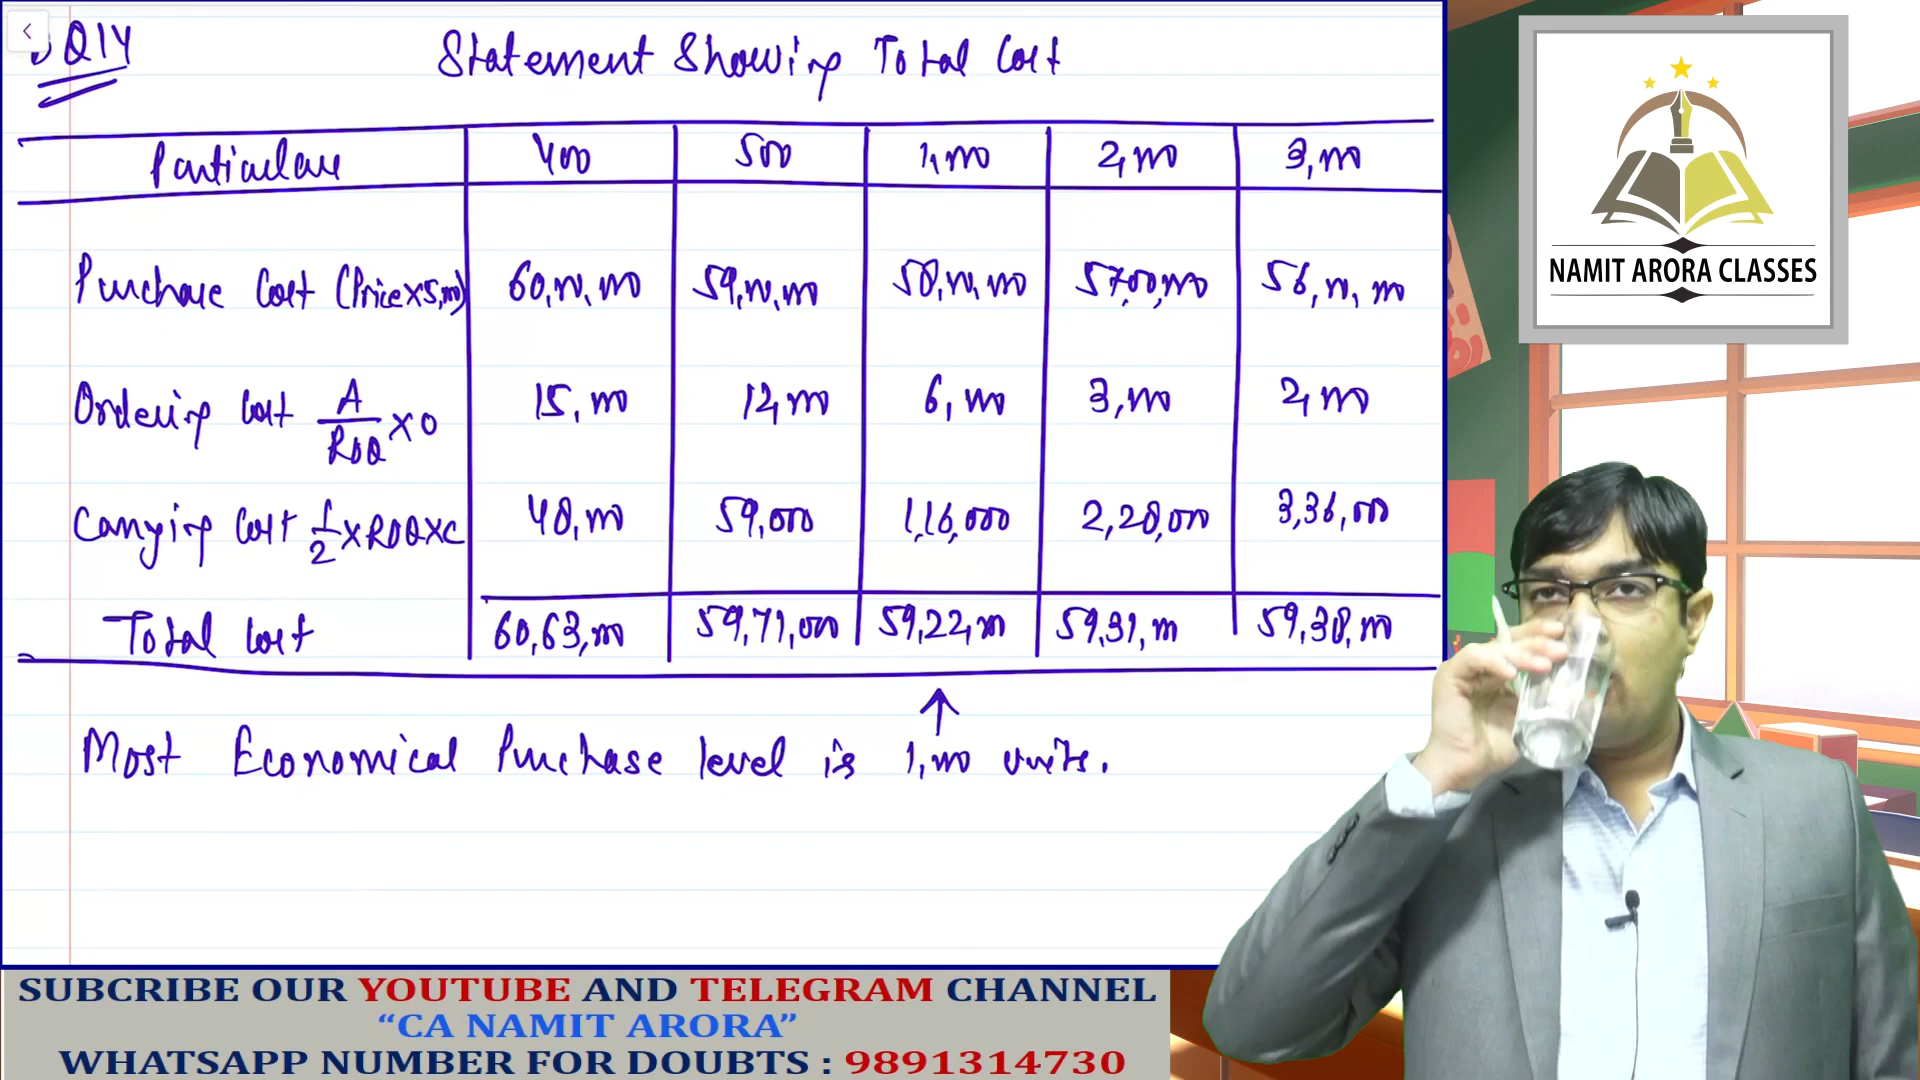 Q14
Statement Showing Total Cost
Particulars 400 500 1,000 2,000 3,000
Purchase Cost (Price×5,000) 60,00,000 59,00,000 58,00,000 57,00,000 56,00,000
Ordering Cost A/ROQ × O 15,000 12,000 6,000 3,000 2,000
Carrying Cost 1/2 × ROQ × C 48,000 59,000 1,16,000 2,28,000 3,36,000
Total Cost 60,63,000 59,71,000 59,22,000 59,31,000 59,38,000
Most Economical Purchase level is 1,000 units.
NAMIT ARORA CLASSES
SUBCRIBE OUR YOUTUBE AND TELEGRAM CHANNEL
“CA NAMIT ARORA”
WHATSAPP NUMBER FOR DOUBTS : 9891314730